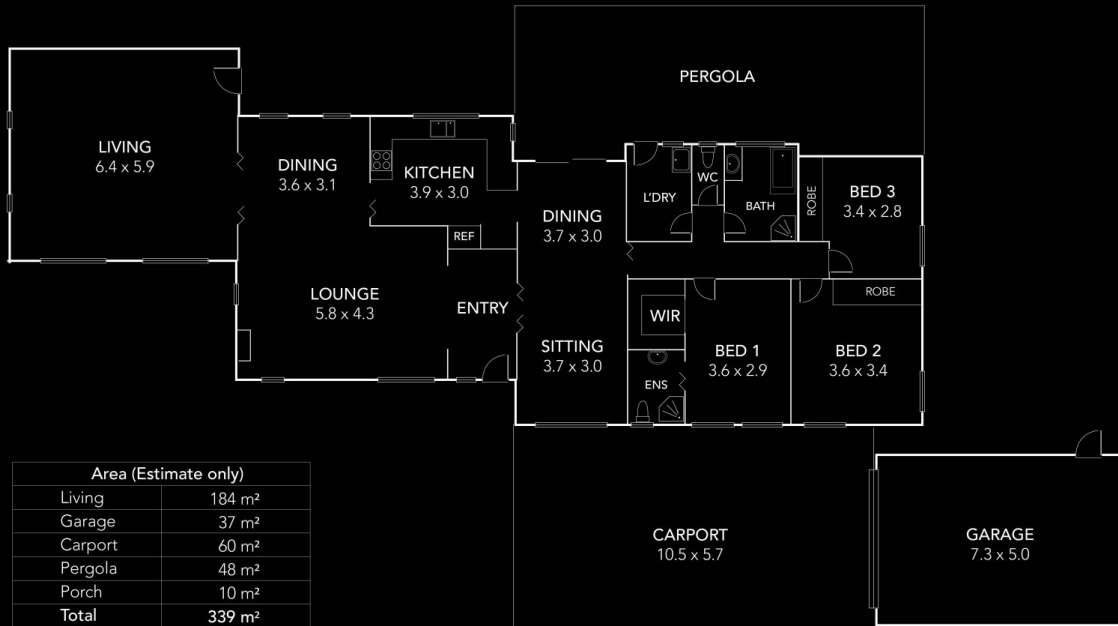 PERGOLA
LIVING
6.4 x 5.9
DINING
3.6 x 3.1
KITCHEN
3.9 x 3.0
REF
DINING
3.7 x 3.0
L'DRY
WC
BATH
ROBE
BED 3
3.4 x 2.8
LOUNGE
5.8 x 4.3
ENTRY
SITTING
3.7 x 3.0
WIR
ENS
BED 1
3.6 x 2.9
ROBE
BED 2
3.6 x 3.4
CARPORT
10.5 x 5.7
GARAGE
7.3 x 5.0
Area (Estimate only)
Living 184 m²
Garage 37 m²
Carport 60 m²
Pergola 48 m²
Porch 10 m²
Total 339 m²